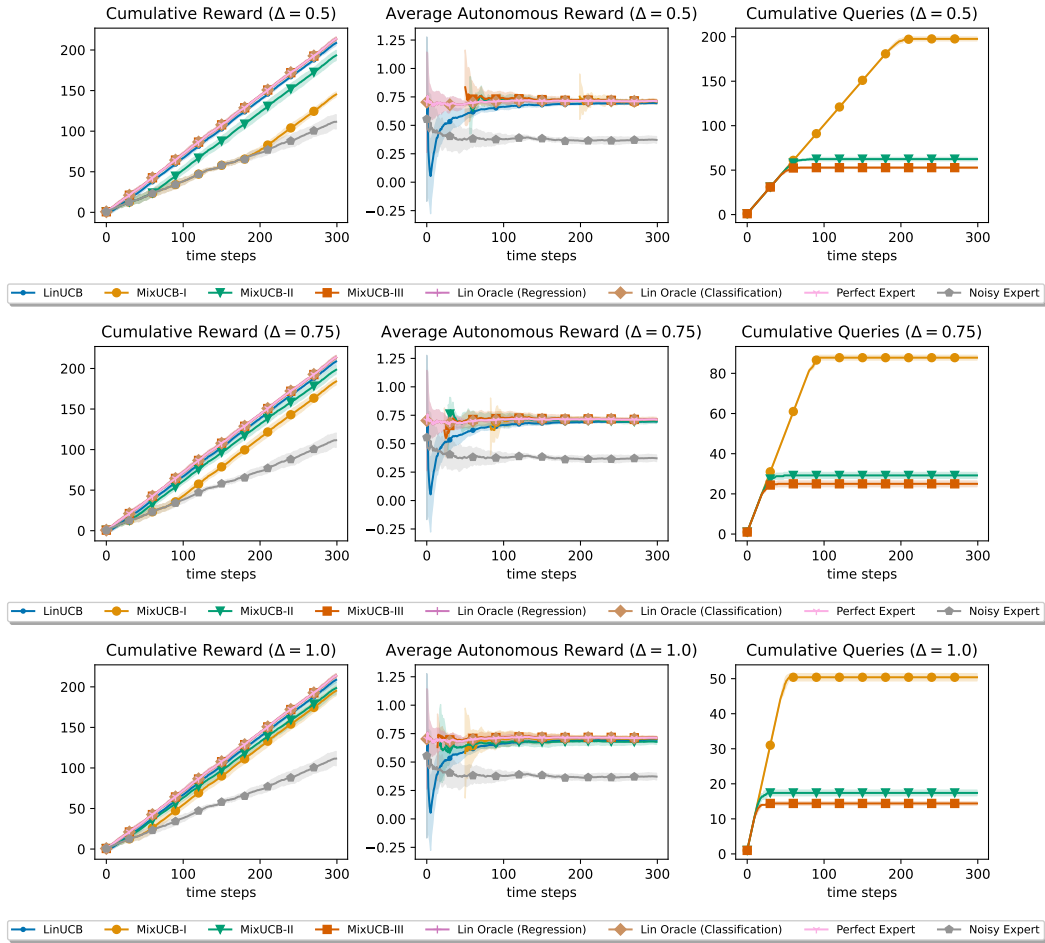 Cumulative Reward (Δ = 0.5)
Average Autonomous Reward (Δ = 0.5)
Cumulative Queries (Δ = 0.5)
200
150
100
50
0
1.25
1.00
0.75
0.50
0.25
0.00
−0.25
200
150
100
50
0
0 100 200 300
0 100 200 300
0 100 200 300
time steps
time steps
time steps
LinUCB MixUCB-I MixUCB-II MixUCB-III Lin Oracle (Regression) Lin Oracle (Classification) Perfect Expert Noisy Expert
Cumulative Reward (Δ = 0.75)
Average Autonomous Reward (Δ = 0.75)
Cumulative Queries (Δ = 0.75)
200
150
100
50
0
1.25
1.00
0.75
0.50
0.25
0.00
−0.25
80
60
40
20
0
0 100 200 300
0 100 200 300
0 100 200 300
time steps
time steps
time steps
LinUCB MixUCB-I MixUCB-II MixUCB-III Lin Oracle (Regression) Lin Oracle (Classification) Perfect Expert Noisy Expert
Cumulative Reward (Δ = 1.0)
Average Autonomous Reward (Δ = 1.0)
Cumulative Queries (Δ = 1.0)
200
150
100
50
0
1.25
1.00
0.75
0.50
0.25
0.00
−0.25
50
40
30
20
10
0
0 100 200 300
0 100 200 300
0 100 200 300
time steps
time steps
time steps
LinUCB MixUCB-I MixUCB-II MixUCB-III Lin Oracle (Regression) Lin Oracle (Classification) Perfect Expert Noisy Expert